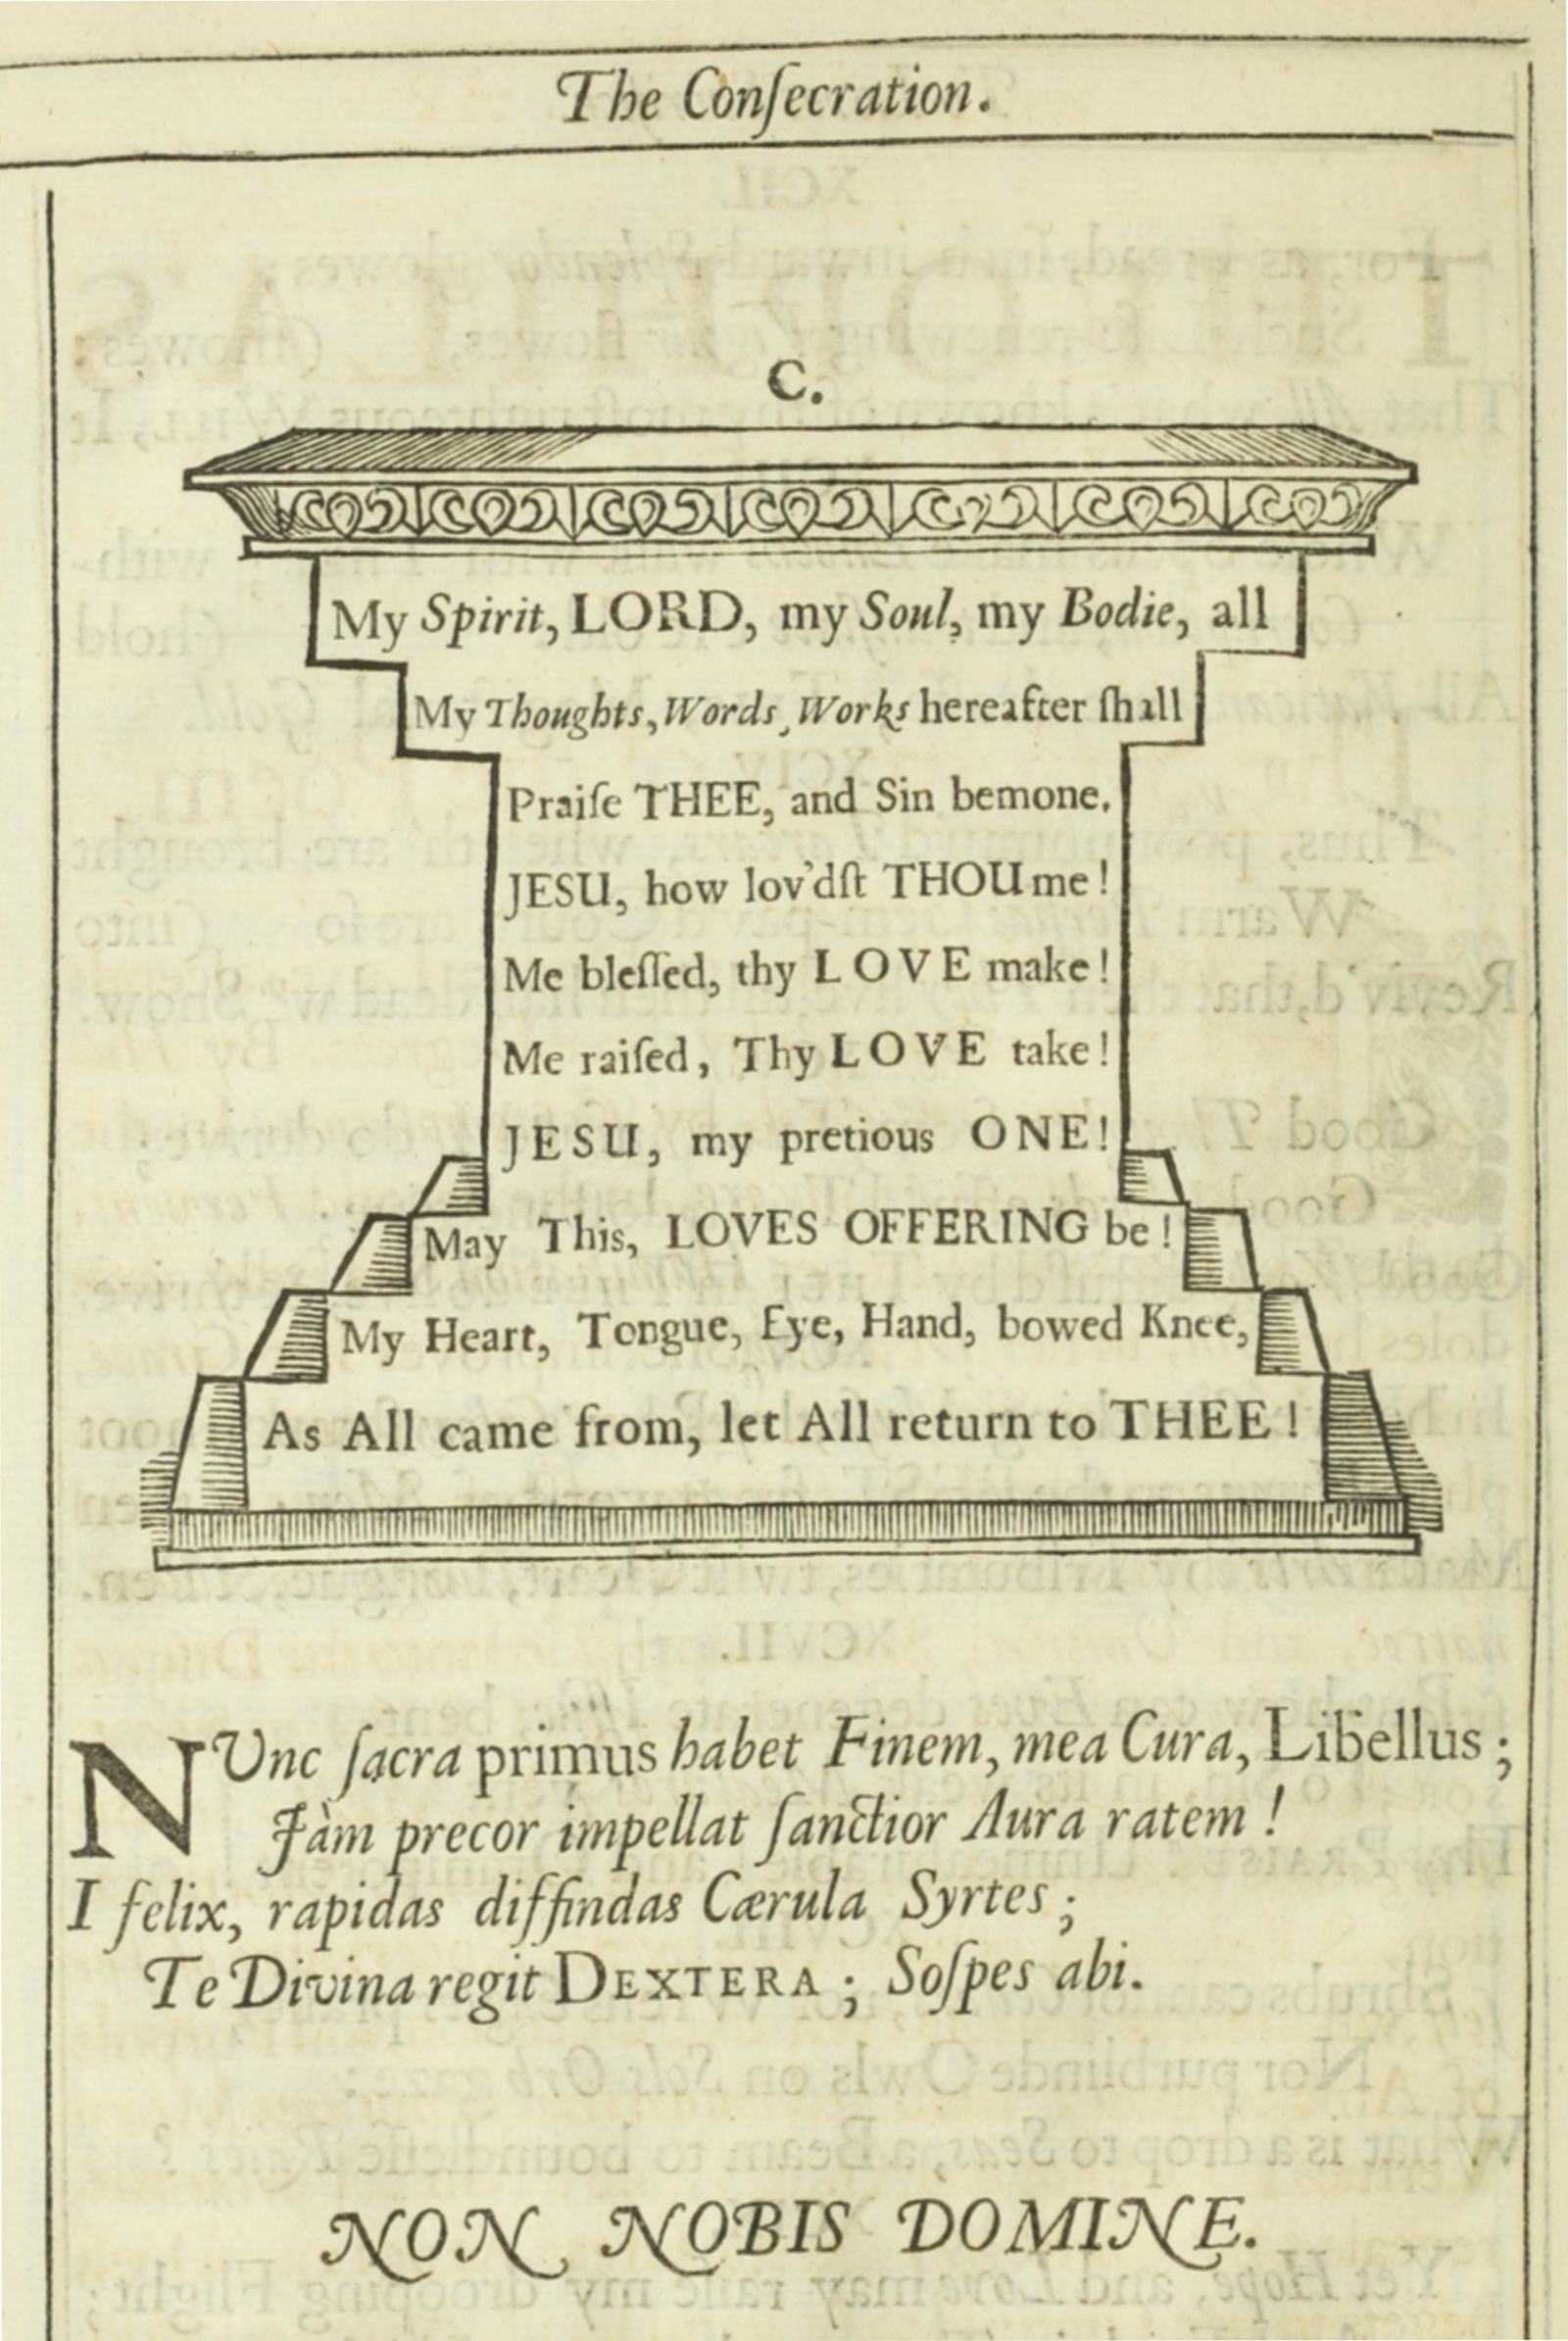 The Conſecration.
C.
My Spirit, LORD, my Soul, my Bodie, all
My Thoughts, Words, Works hereafter ſhall
Praiſe THEE, and Sin bemone.
JESU, how lov'dſt THOU me!
Me bleſſed, thy LOVE make!
Me raiſed, Thy LOVE take!
JESU, my pretious ONE!
May This, LOVES OFFERING be!
My Heart, Tongue, Eye, Hand, bowed Knee,
As All came from, let All return to THEE!
NUnc ſacra primus habet Finem, mea Cura, Libellus;
Jàm precor impellat ſanctior Aura ratem!
I felix, rapidas diffindas Cærula Syrtes;
Te Divina regit DEXTERA; Soſpes abi.
NON NOBIS DOMINE.